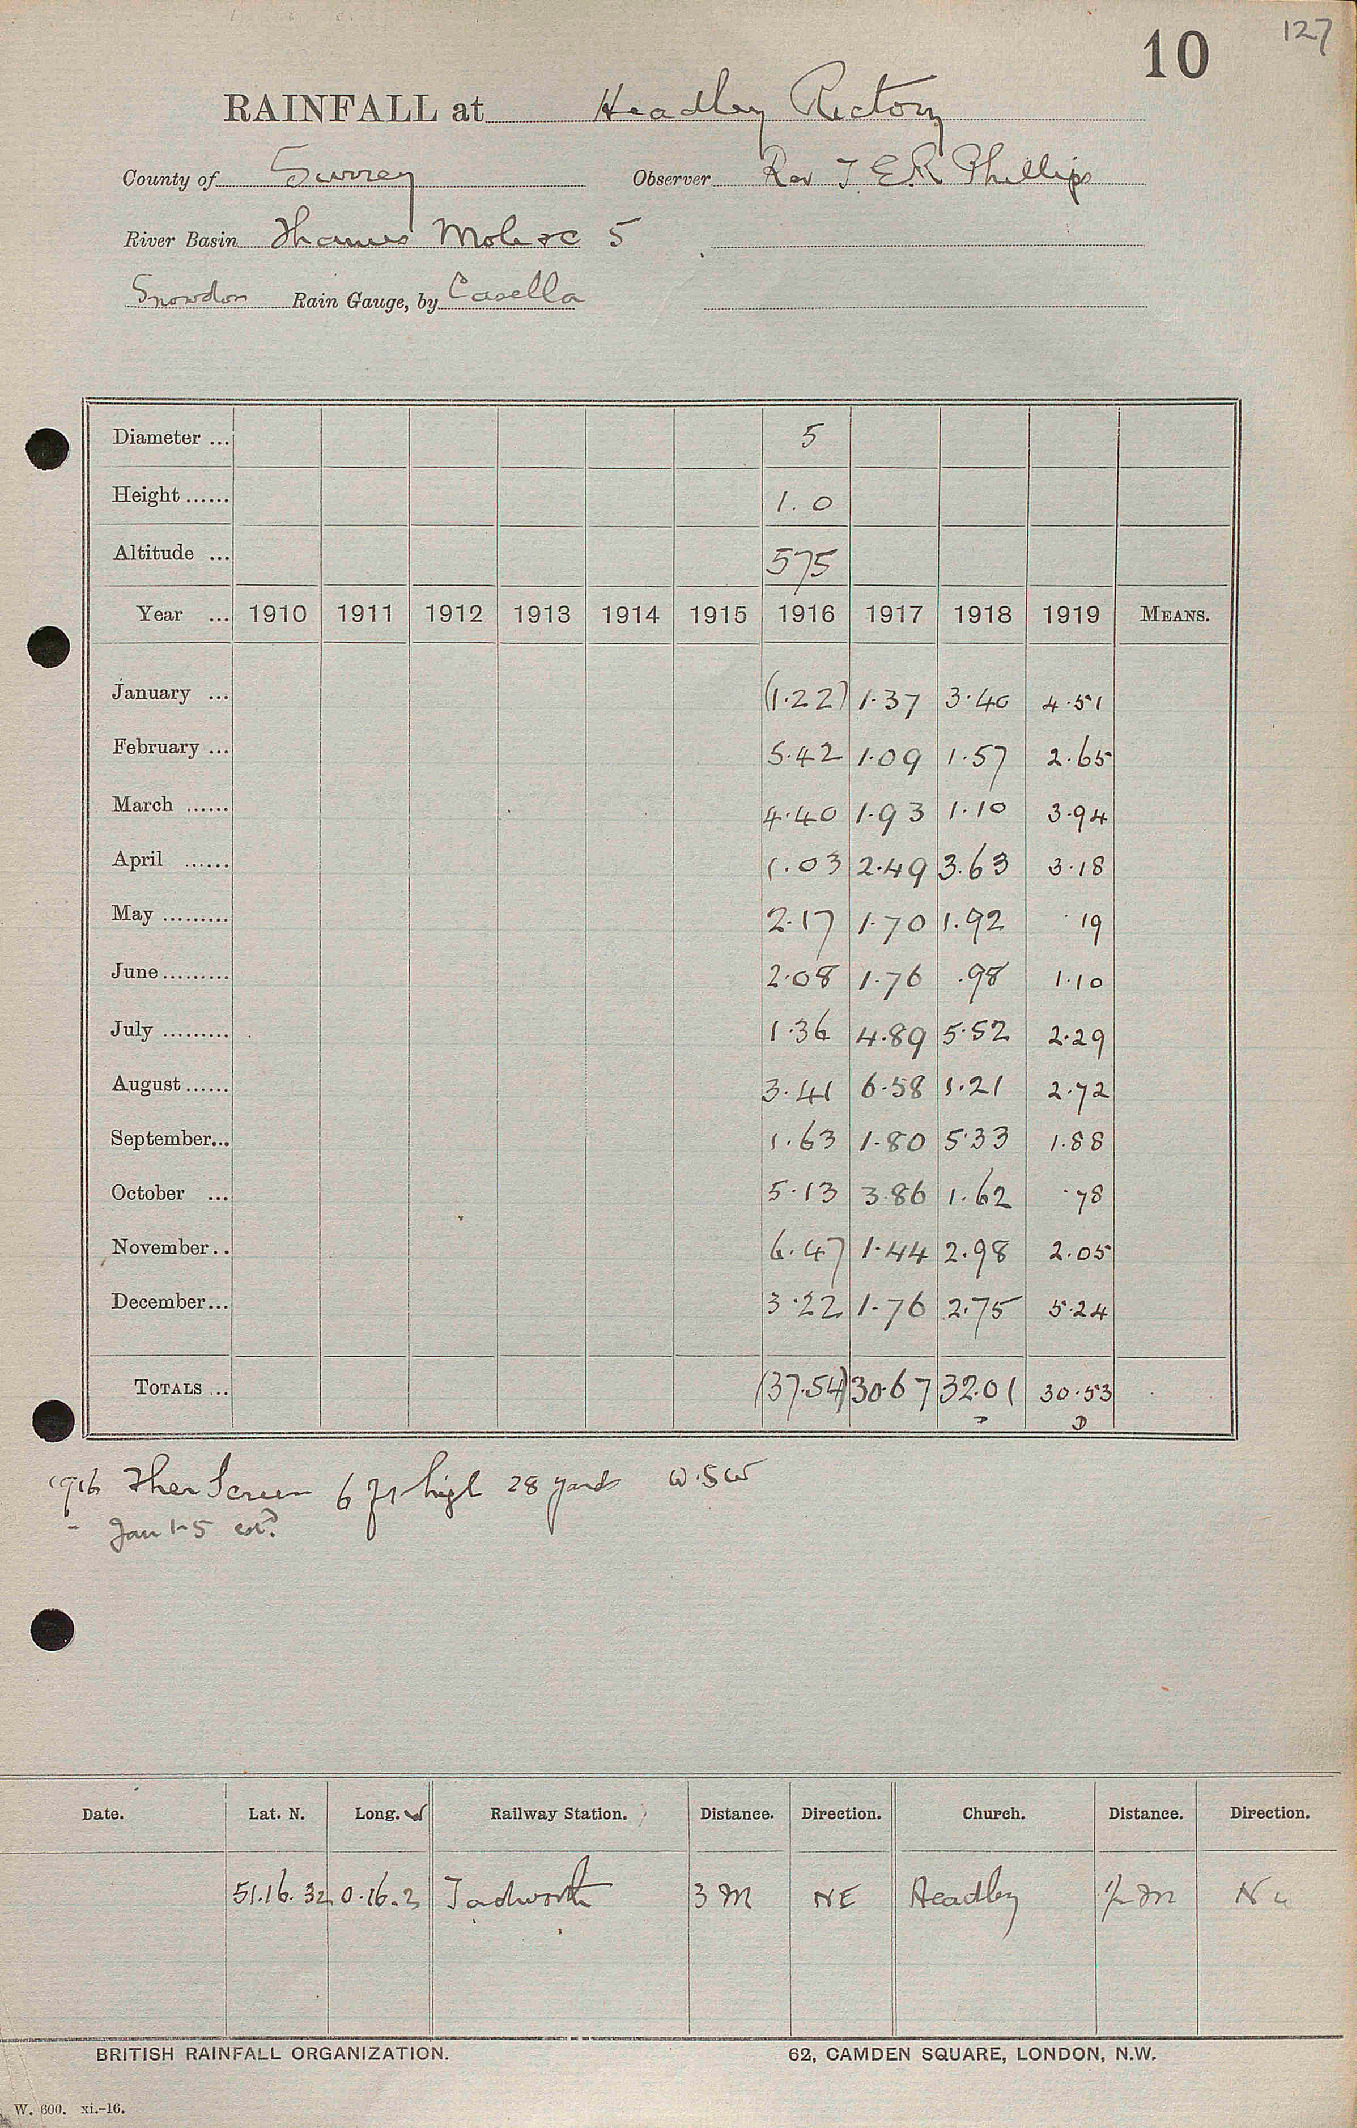 127
10
RAINFALL at Headley Rectory
County of Surrey Observer Rev T. E. R. Phillips
River Basin Thames Mole &c 5
Snowdon Rain Gauge, by Casella
Diameter ... 5
Height ...... 1.0
Altitude ... 575
Year ... 1910 1911 1912 1913 1914 1915 1916 1917 1918 1919 MEANS.
January ... (1.22) 1.37 3.40 4.51
February ... 5.42 1.09 1.57 2.65
March ...... 4.40 1.93 1.10 3.94
April ...... 1.03 2.49 3.63 3.18
May ......... 2.17 1.70 1.92 .19
June ......... 2.08 1.76 .98 1.10
July ......... 1.36 4.89 5.52 2.29
August ...... 3.41 6.58 1.21 2.72
September... 1.63 1.80 5.33 1.88
October ... 5.13 3.86 1.62 .78
November.. 6.47 1.44 2.98 2.05
December... 3.22 1.76 2.75 5.24
TOTALS ... (37.54) 30.67 32.01 30.53
D D
1916 Ther Screen 6 ft high 28 yards W.SW
- Jan 1-5 estd
Date. Lat. N. Long. W Railway Station. Distance. Direction. Church. Distance. Direction.
51.16.32 0.16.2 Tadworth 3 M NE Headley 1/2 M
BRITISH RAINFALL ORGANIZATION. 62, CAMDEN SQUARE, LONDON, N.W.
W. 600. xi.-16.